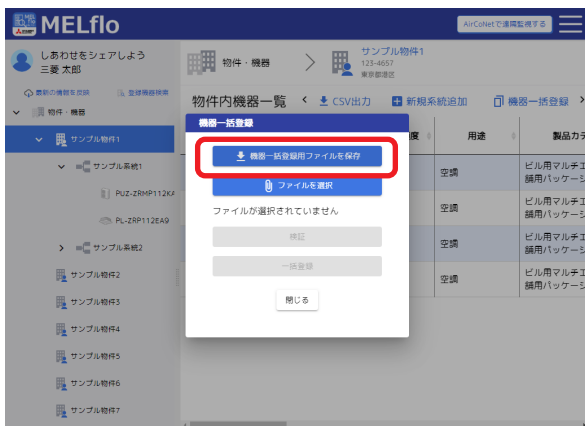 MELflo
AirCoNetで遠隔監視する
しあわせをシェアしよう
三菱 太郎
最新の情報を反映
登録機器検索
物件・機器
サンプル物件1
サンプル系統1
PUZ-ZRMP112KA
PL-ZRP112EA9
サンプル系統2
サンプル物件2
サンプル物件3
サンプル物件4
サンプル物件5
サンプル物件6
サンプル物件7
物件・機器
サンプル物件1
123-4657
東京都港区
物件内機器一覧
CSV出力
新規系統追加
機器一括登録
度
用途
製品カテ
空調
ビル用マルチエ
舗用パッケージ
空調
ビル用マルチエ
舗用パッケージ
空調
ビル用マルチエ
舗用パッケージ
空調
ビル用マルチエ
舗用パッケージ
機器一括登録
機器一括登録用ファイルを保存
ファイルを選択
ファイルが選択されていません
検証
一括登録
閉じる